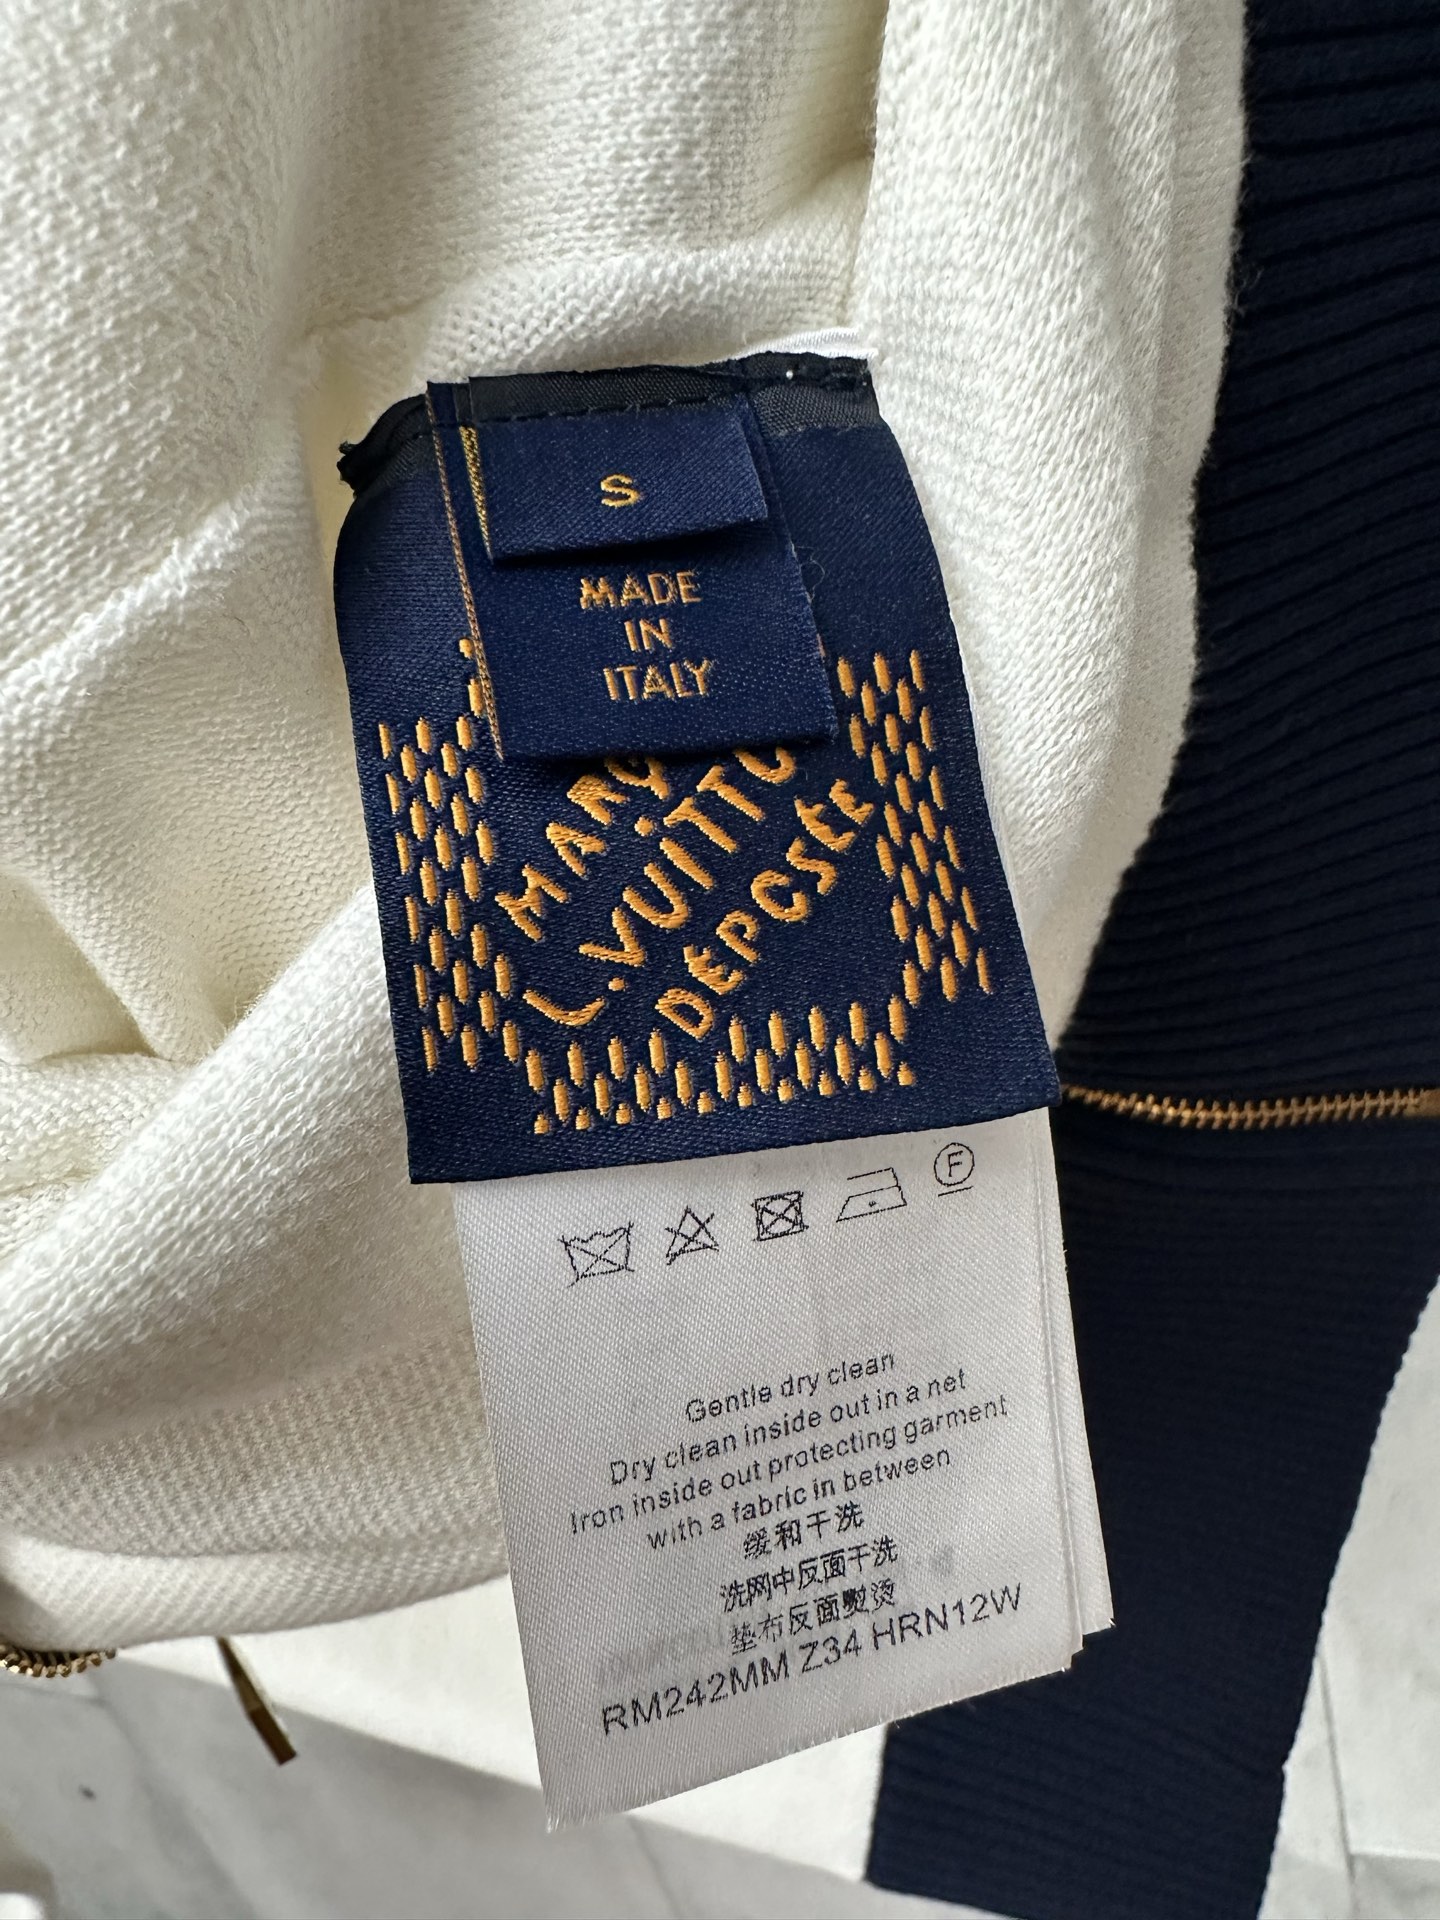 S
MADE
IN
ITALY
L.VUiTTO
DÉPCSéE
F
Gentle dry clean
Dry clean inside out in a net
Iron inside out protecting garment
with a fabric in between
缓和干洗
洗网中反面干洗
垫布反面熨烫
RM242MM Z34 HRN12W